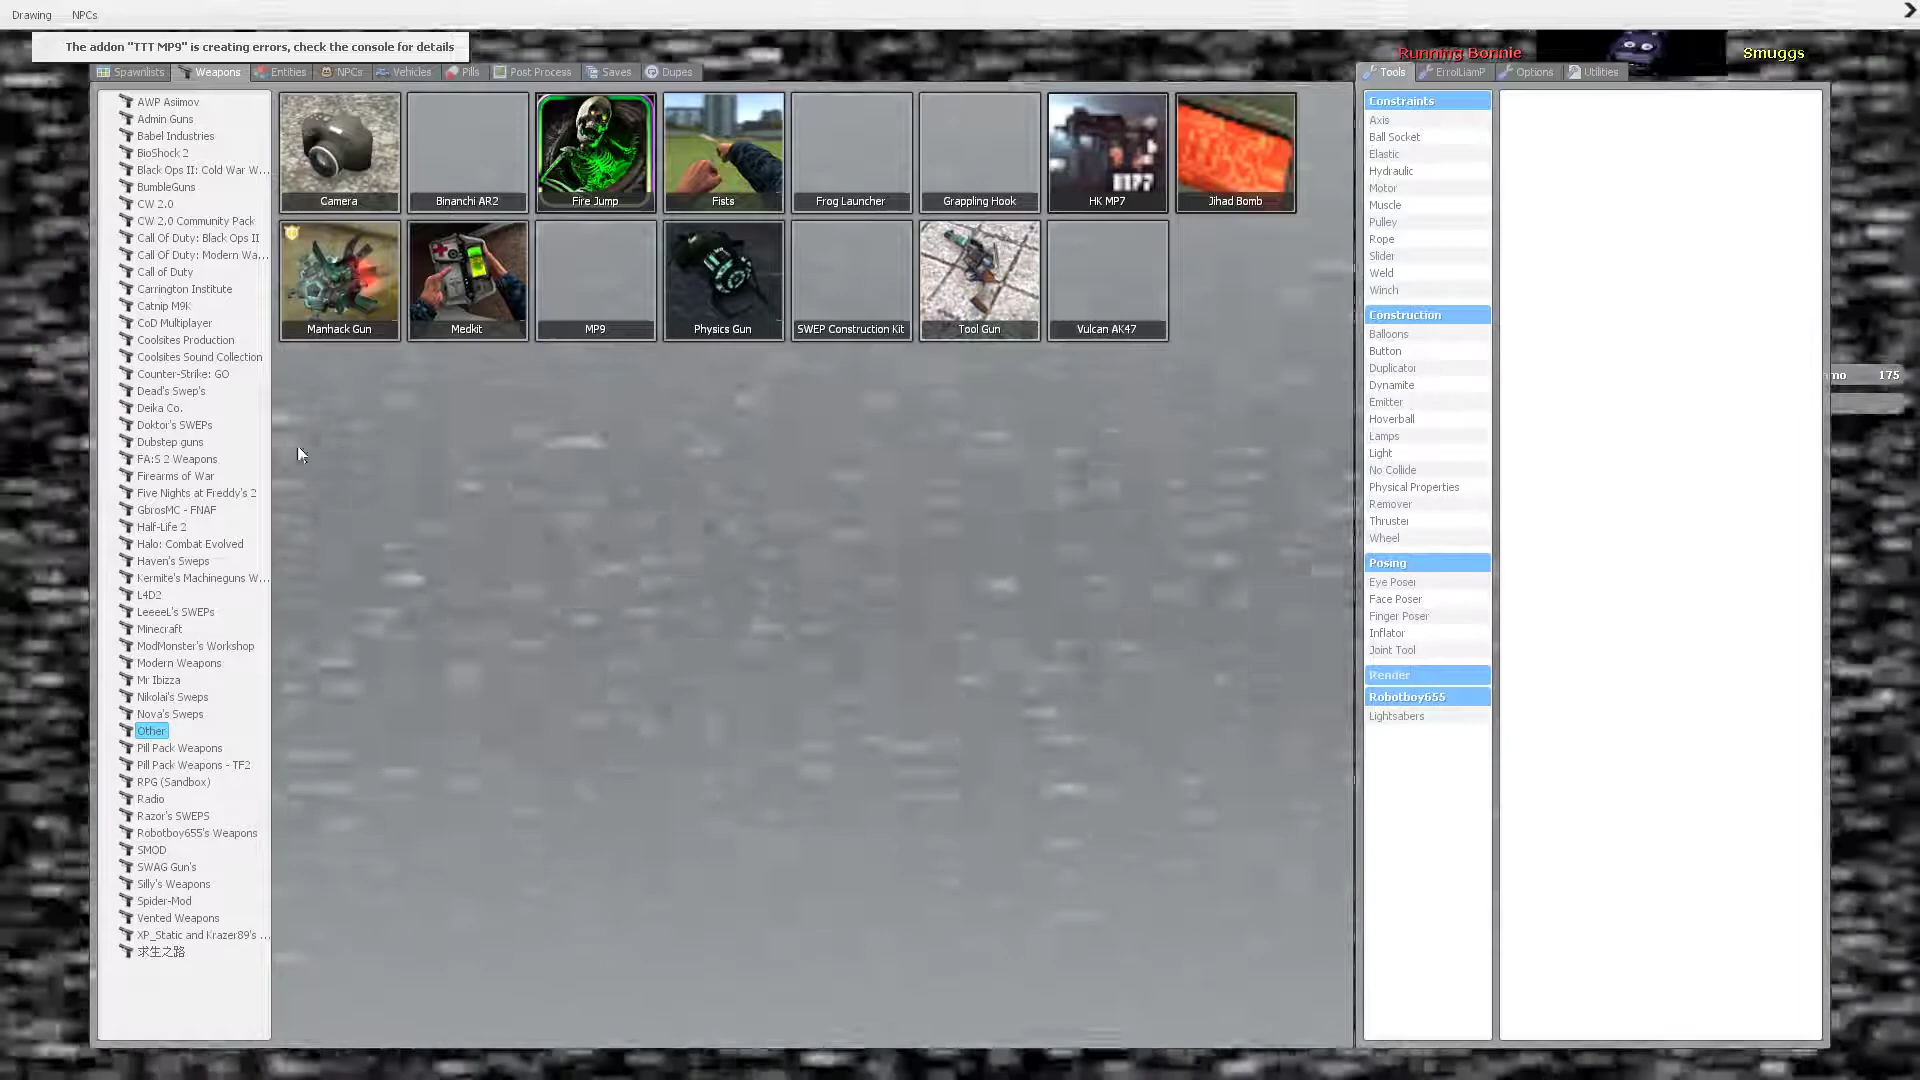 Drawing NPCs
The addon "TTT MP9" is creating errors, check the console for details
Running Bonnie
Smuggs
Spawnlists Weapons Entities NPCs Vehicles Pills Post Process Saves Dupes
Tools ErrolLiamP Options Utilities
AWP Asiimov
Admin Guns
Babel Industries
BioShock 2
Black Ops II: Cold War W...
BumbleGuns
CW 2.0
CW 2.0 Community Pack
Call Of Duty: Black Ops II
Call Of Duty: Modern Wa...
Call of Duty
Carrington Institute
Catnip M9K
CoD Multiplayer
Coolsites Production
Coolsites Sound Collection
Counter-Strike: GO
Dead's Swep's
Deika Co.
Doktor's SWEPs
Dubstep guns
FA:S 2 Weapons
Firearms of War
Five Nights at Freddy's 2
GbrosMC - FNAF
Half-Life 2
Halo: Combat Evolved
Haven's Sweps
Kermite's Machineguns W...
L4D2
LeeeeL's SWEPs
Minecraft
ModMonster's Workshop
Modern Weapons
Mr Ibizza
Nikolai's Sweps
Nova's Sweps
Other
Pill Pack Weapons
Pill Pack Weapons - TF2
RPG (Sandbox)
Radio
Razor's SWEPS
Robotboy655's Weapons
SMOD
SWAG Gun's
Silly's Weapons
Spider-Mod
Vented Weapons
XP_Static and Krazer89's ...
求生之路
Camera
Binanchi AR2
Fire Jump
Fists
Frog Launcher
Grappling Hook
HK MP7
Jihad Bomb
Manhack Gun
Medkit
MP9
Physics Gun
SWEP Construction Kit
Tool Gun
Vulcan AK47
Constraints
Axis
Ball Socket
Elastic
Hydraulic
Motor
Muscle
Pulley
Rope
Slider
Weld
Winch
Construction
Balloons
Button
Duplicator
Dynamite
Emitter
Hoverball
Lamps
Light
No Collide
Physical Properties
Remover
Thruster
Wheel
Posing
Eye Poser
Face Poser
Finger Poser
Inflator
Joint Tool
Render
Robotboy655
Lightsabers
mo 175